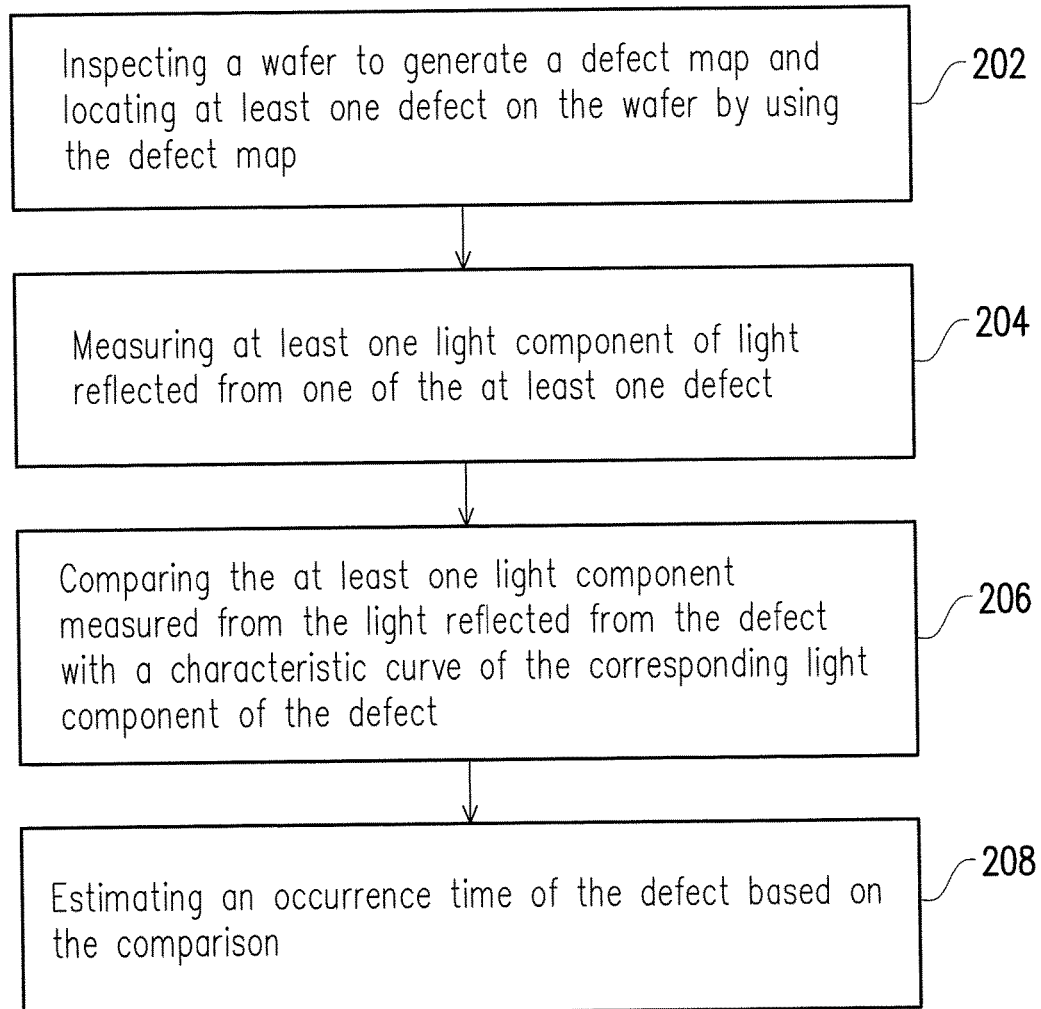 Inspecting a wafer to generate a defect map and
locating at least one defect on the wafer by using
the defect map
202
Measuring at least one light component of light
reflected from one of the at least one defect
204
Comparing the at least one light component
measured from the light reflected from the defect
with a characteristic curve of the corresponding light
component of the defect
206
Estimating an occurrence time of the defect based on
the comparison
208